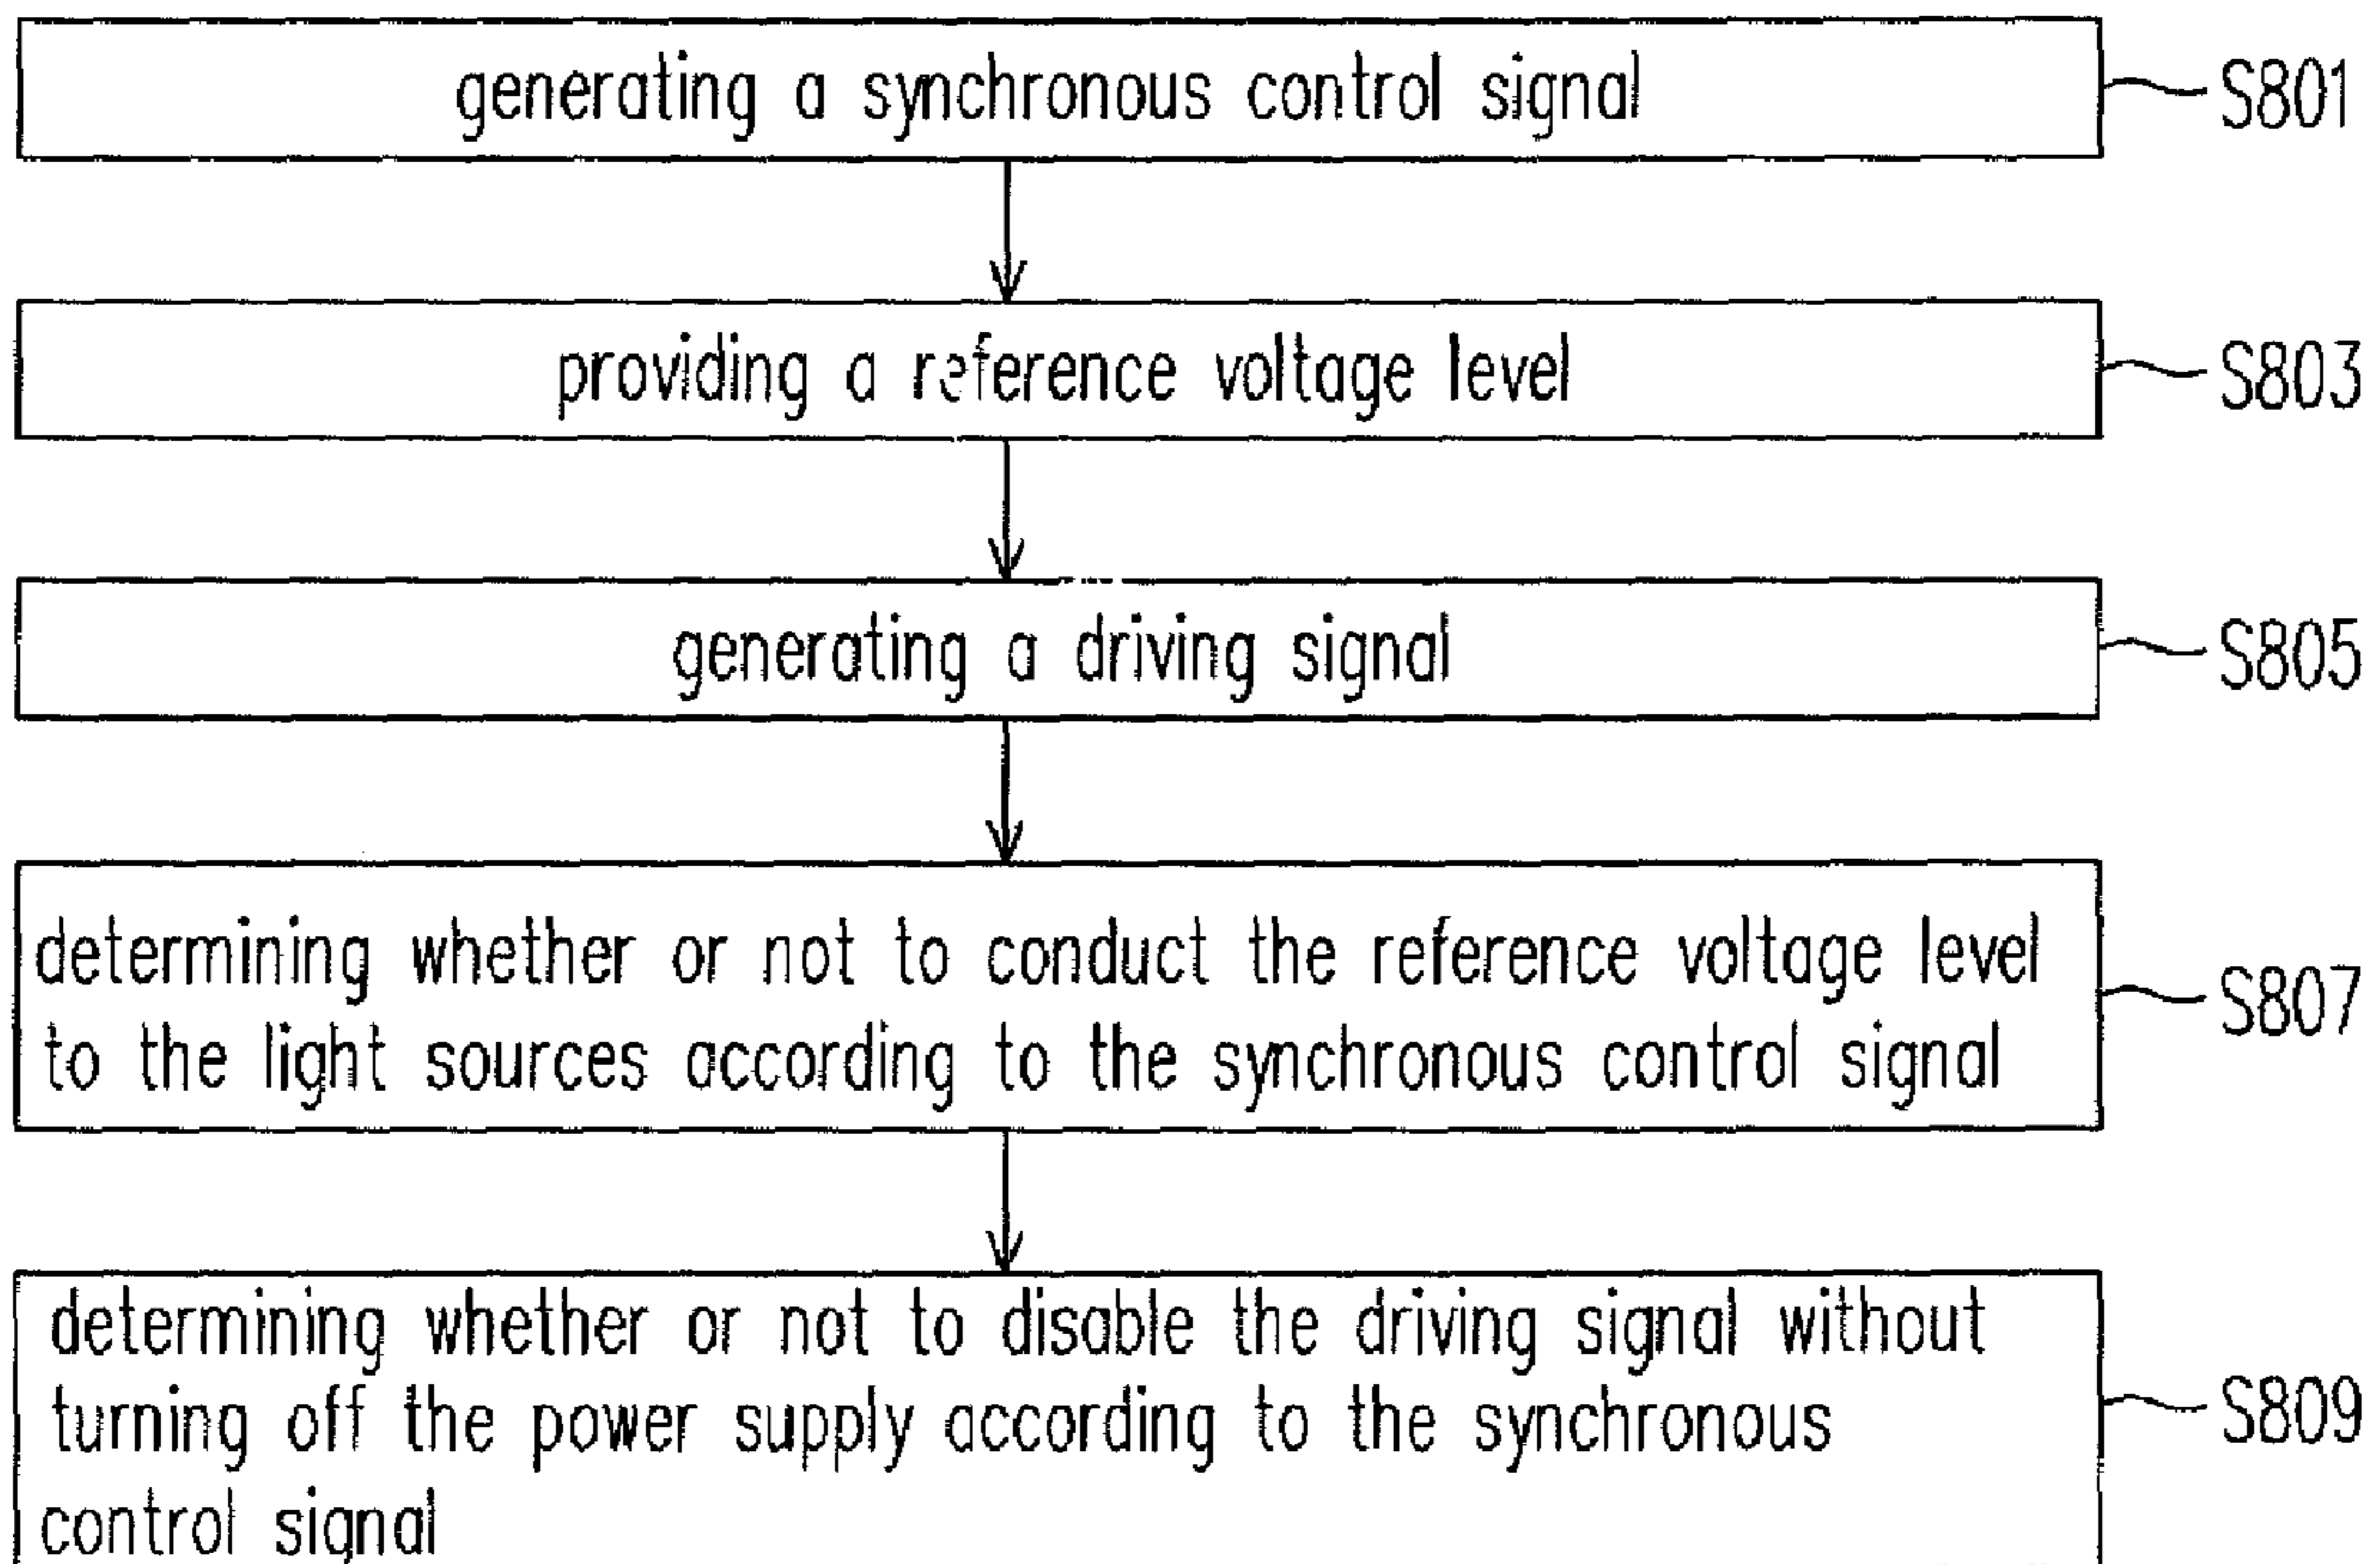 generating a synchronous control signal
S801
providing a reference voltage level
S803
generating a driving signal
S805
determining whether or not to conduct the reference voltage level
to the light sources according to the synchronous control signal
S807
determining whether or not to disable the driving signal without
turning off the power supply according to the synchronous
control signal
S809